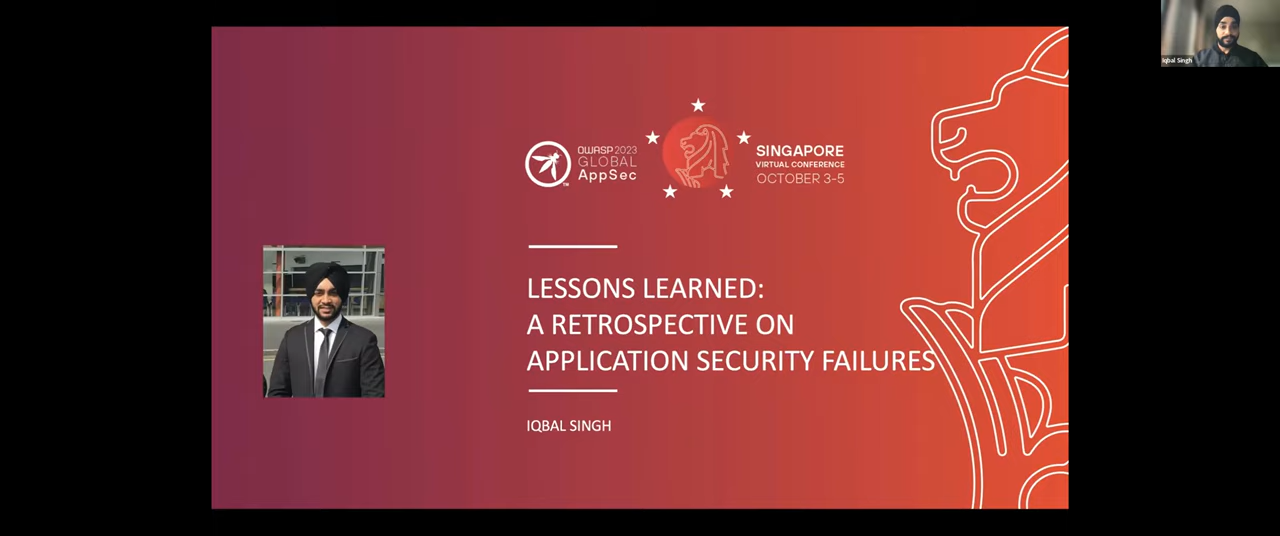 OWASP 2023
GLOBAL
AppSec
TM
SINGAPORE
VIRTUAL CONFERENCE
OCTOBER 3-5
LESSONS LEARNED:
A RETROSPECTIVE ON
APPLICATION SECURITY FAILURES
IQBAL SINGH
Iqbal Singh